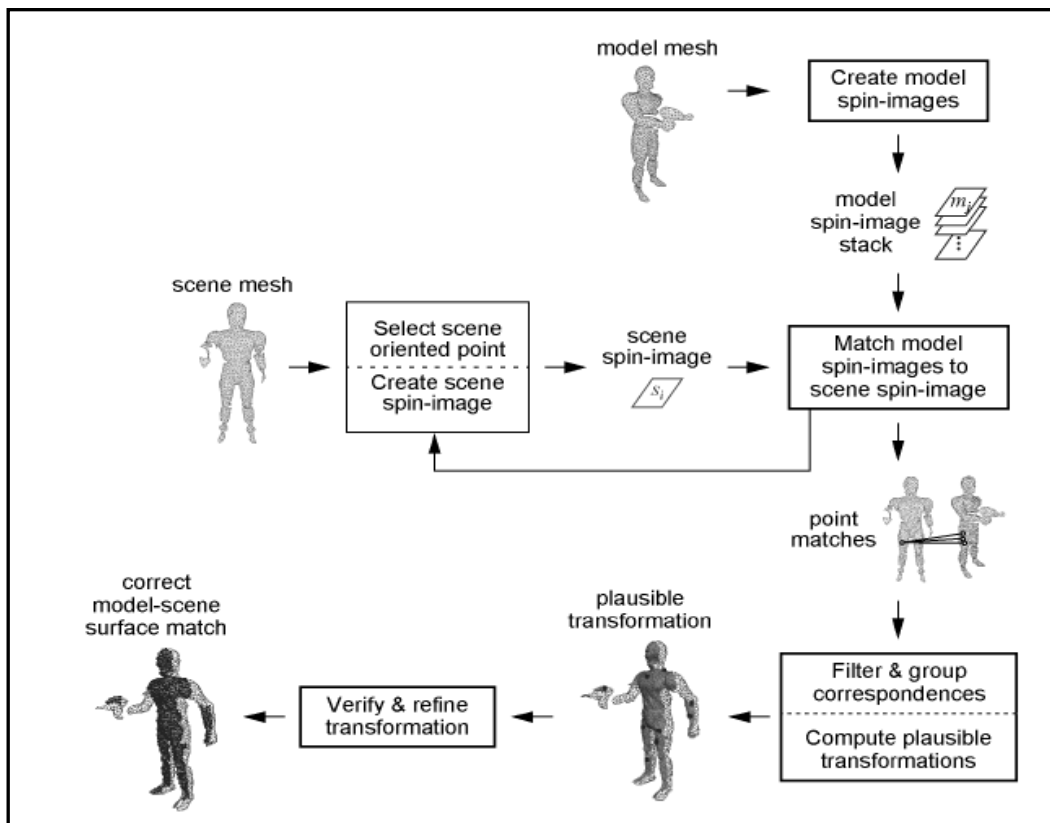 model mesh
Create model
spin-images
model
spin-image
stack
mj
scene mesh
Select scene
oriented point
Create scene
spin-image
scene
spin-image
si
Match model
spin-images to
scene spin-image
point
matches
correct
model-scene
surface match
Verify & refine
transformation
plausible
transformation
Filter & group
correspondences
Compute plausible
transformations